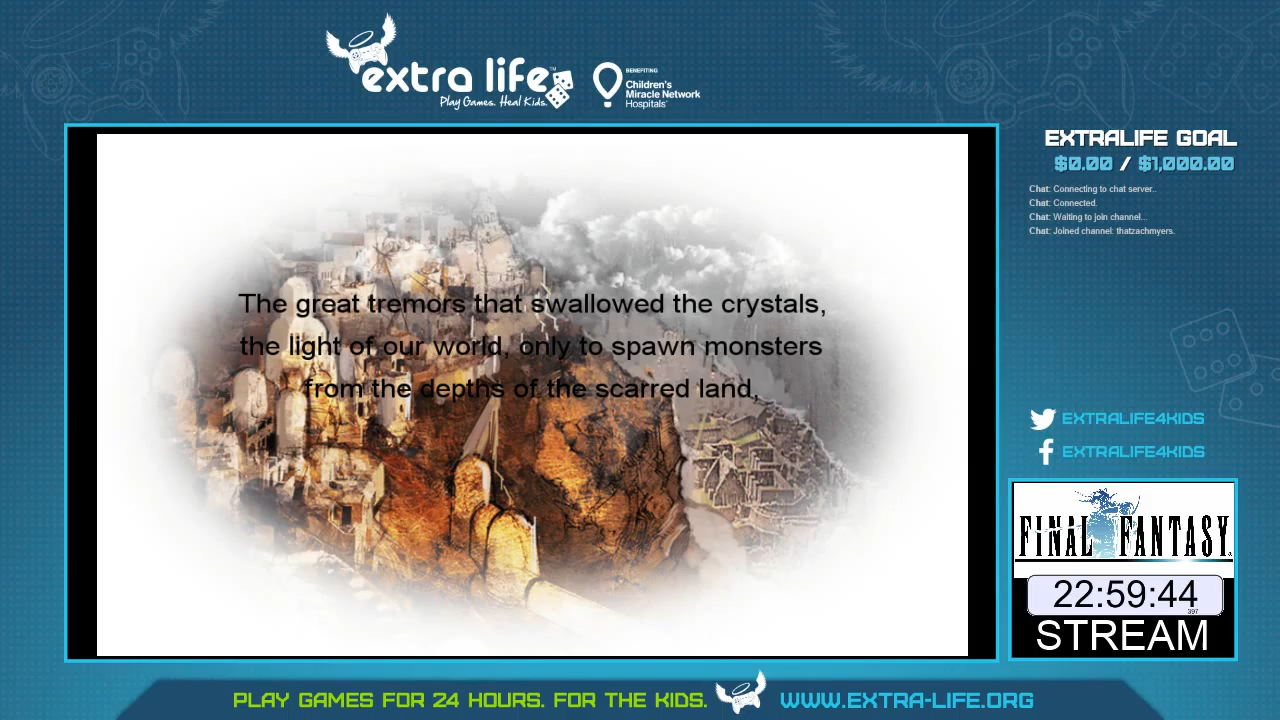 extra life™
Play Games. Heal Kids.
BENEFITING
Children's
Miracle Network
Hospitals®
EXTRALIFE GOAL
$0.00 / $1,000.00
Chat: Connecting to chat server..
Chat: Connected.
Chat: Waiting to join channel...
Chat: Joined channel: thatzachmyers.
The great tremors that swallowed the crystals,
the light of our world, only to spawn monsters
from the depths of the scarred land,
EXTRALIFE4KIDS
EXTRALIFE4KIDS
FINAL FANTASY
22:59:44
397
STREAM
PLAY GAMES FOR 24 HOURS. FOR THE KIDS.
WWW.EXTRA-LIFE.ORG